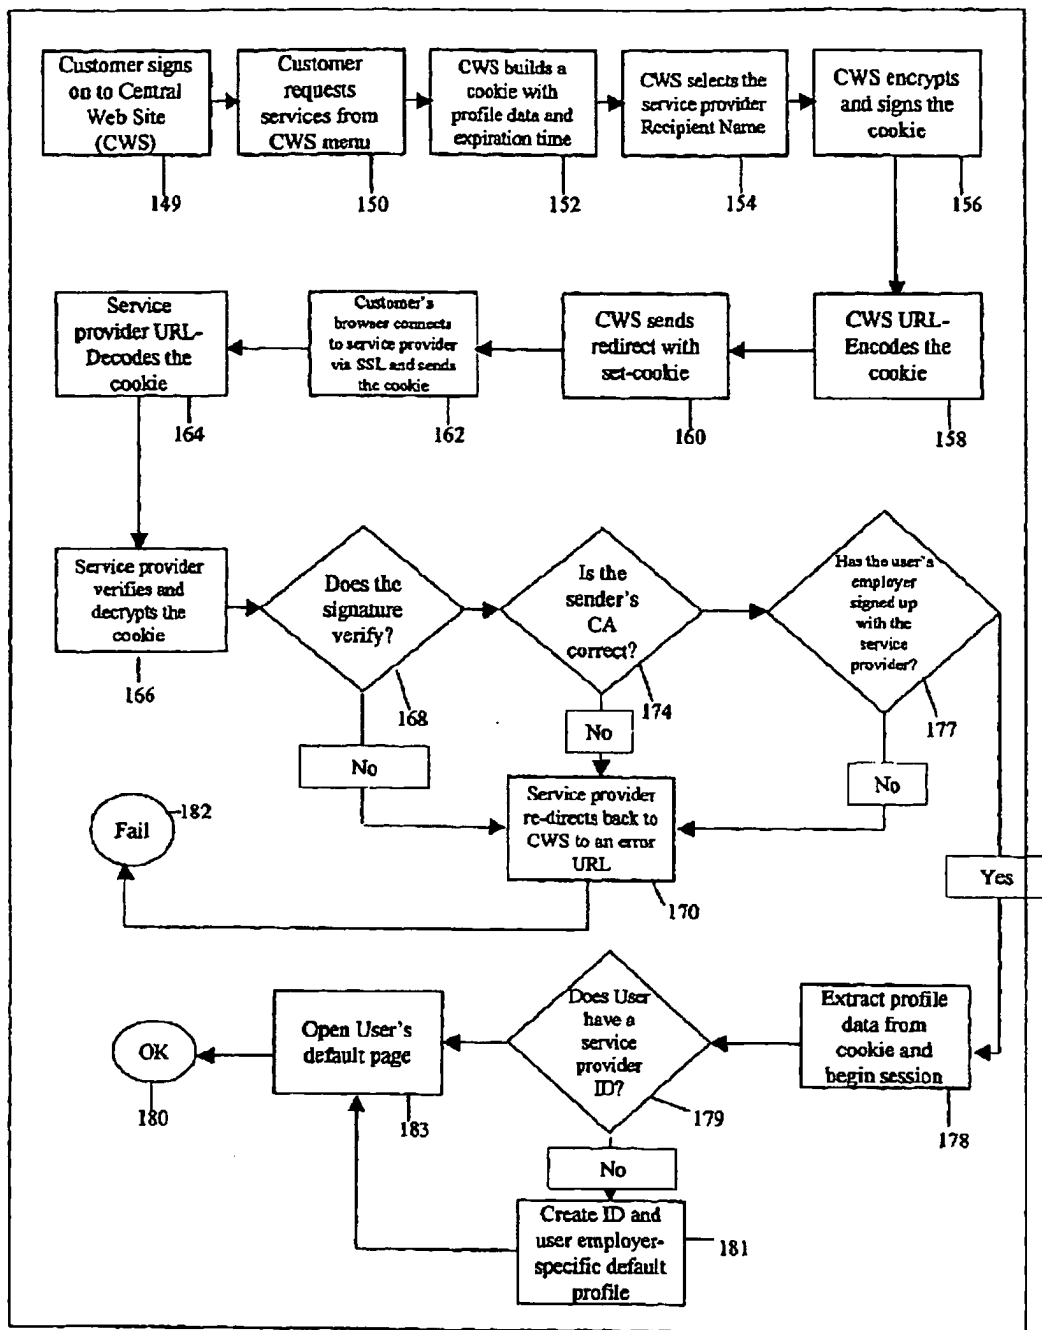 Customer signs
on to Central
Web Site
(CWS)
149
Customer
requests
services from
CWS menu
150
CWS builds a
cookie with
profile data and
expiration time
152
CWS selects the
service provider
Recipient Name
154
CWS encrypts
and signs the
cookie
156
Service
provider URL-
Decodes the
cookie
164
Customer's
browser connects
to service provider
via SSL and sends
the cookie
162
CWS sends
redirect with
set-cookie
160
CWS URL-
Encodes the
cookie
158
Service provider
verifies and
decrypts the
cookie
166
Does the
signature
verify?
168
No
Is the
sender's
CA
correct?
174
No
Has the user's
employer
signed up
with the
service
provider?
177
No
Fail
182
Service provider
re-directs back to
CWS to an error
URL
170
Yes
OK
180
Open User's
default page
183
Does User
have a
service
provider
ID?
179
No
Extract profile
data from
cookie and
begin session
178
Create ID and
user employer-
specific default
profile
181